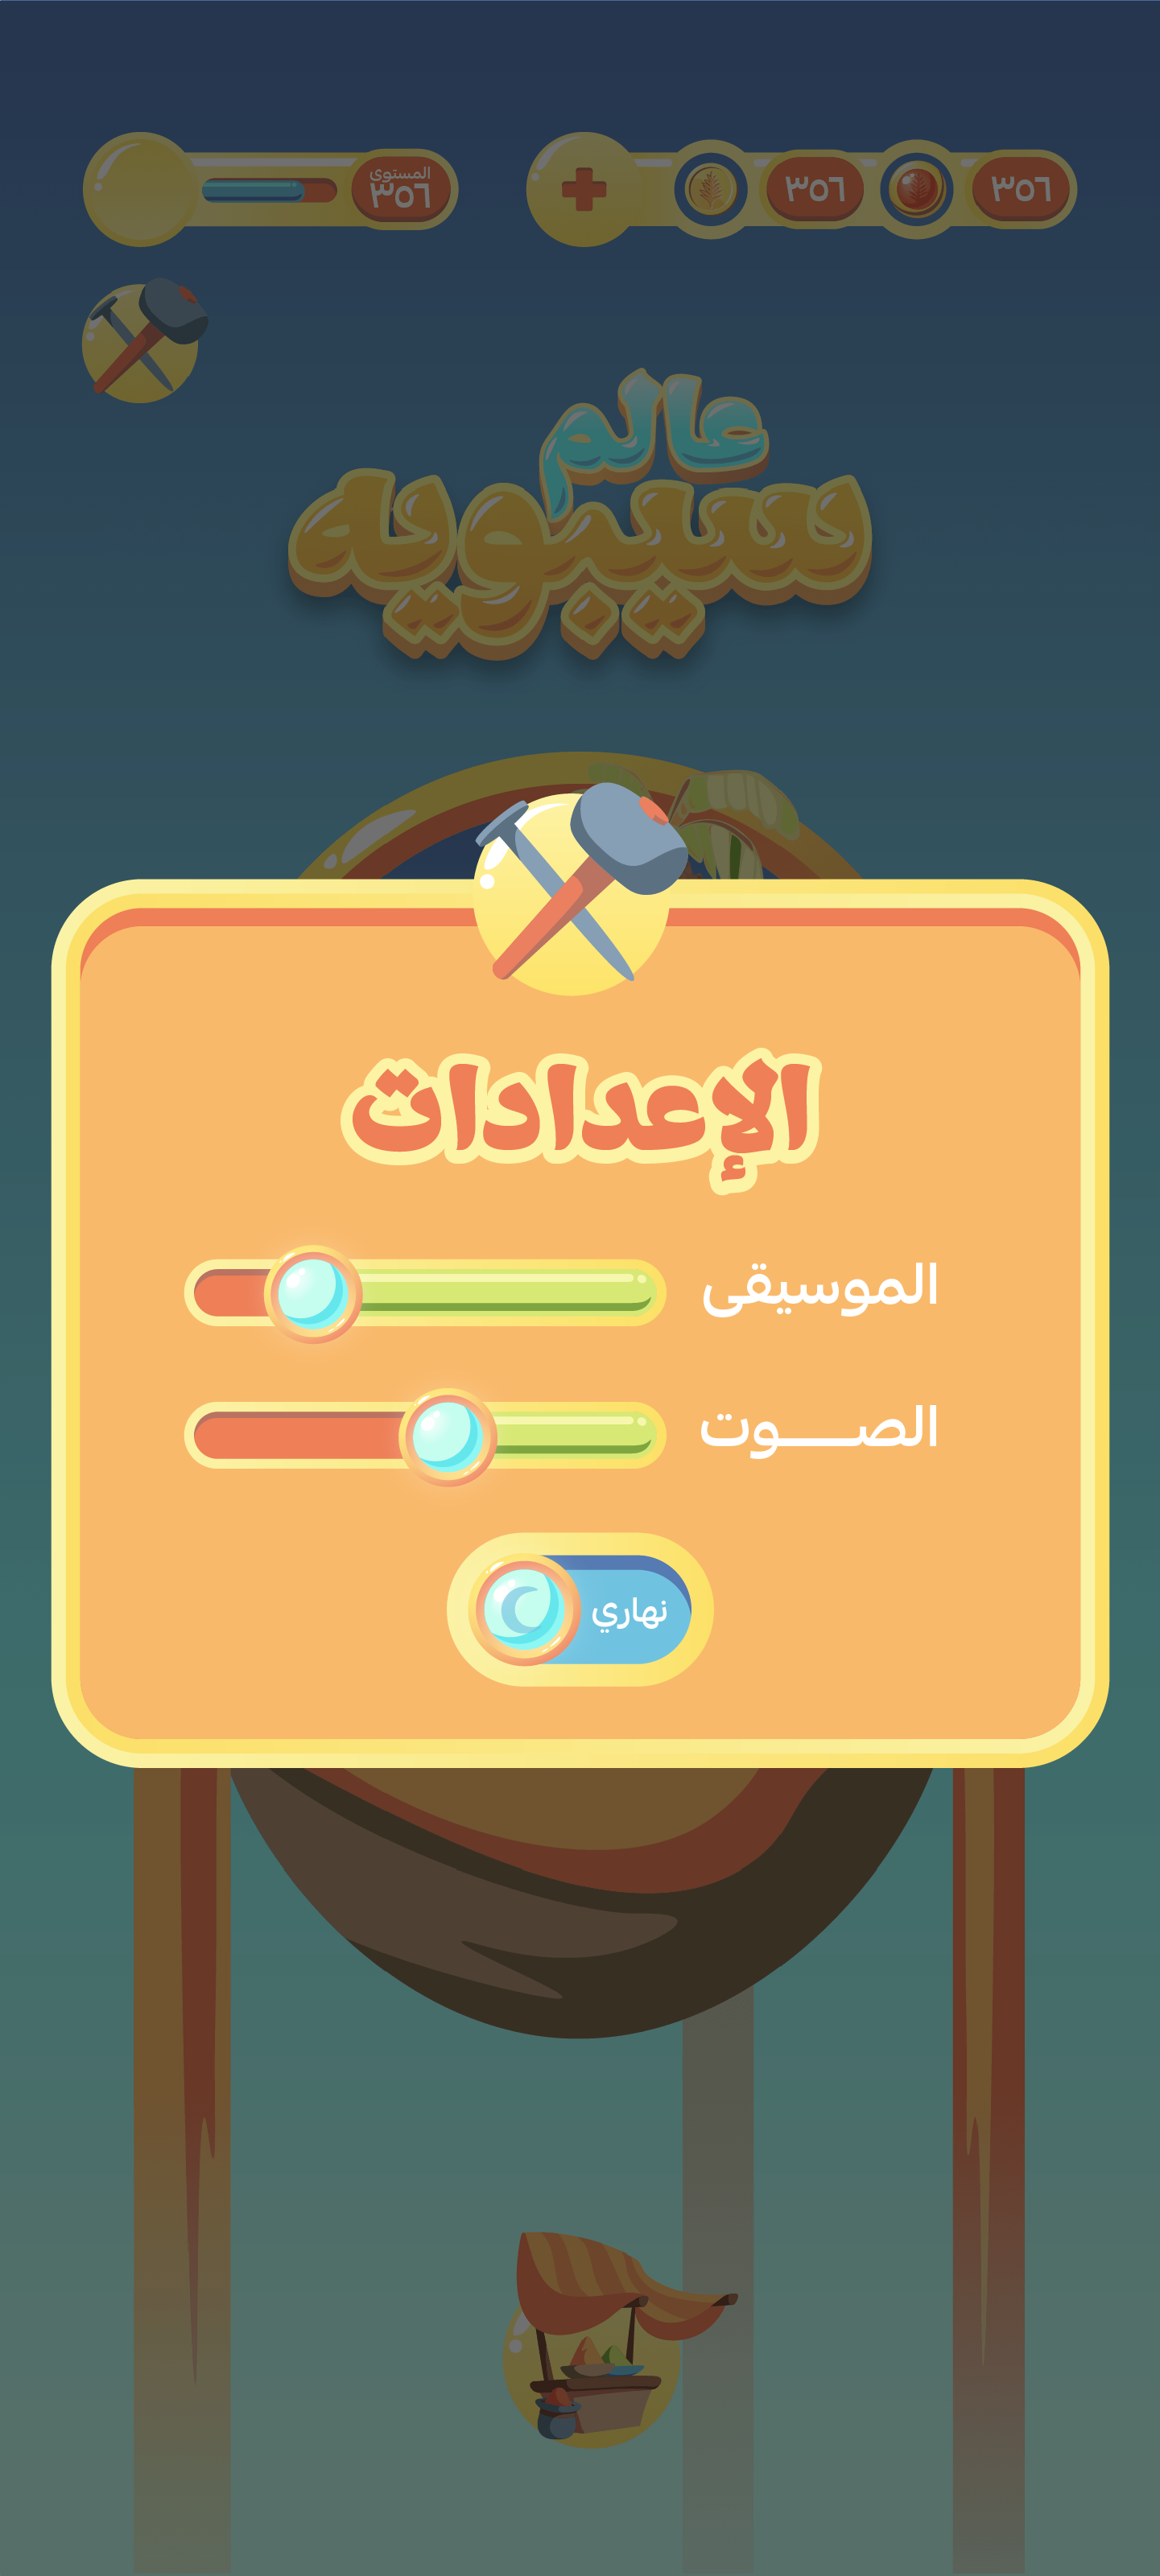 المستوى
٣٥٦
٣٥٦
٣٥٦
عالم
سيبويه
الإعدادات
الموسيقى
الصـــوت
نهاري